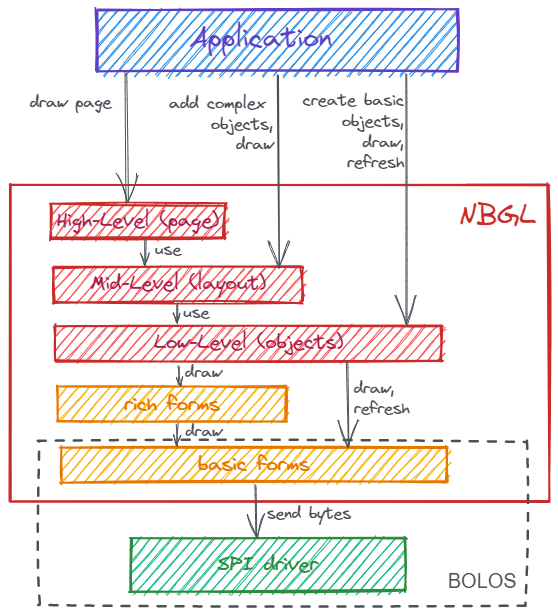 Application
draw page
add complex
objects,
draw
create basic
objects,
draw,
refresh
NBGL
High-Level (page)
use
Mid-Level (layout)
use
Low-Level (objects)
draw
draw,
refresh
rich forms
draw
basic forms
send bytes
SPI driver
BOLOS